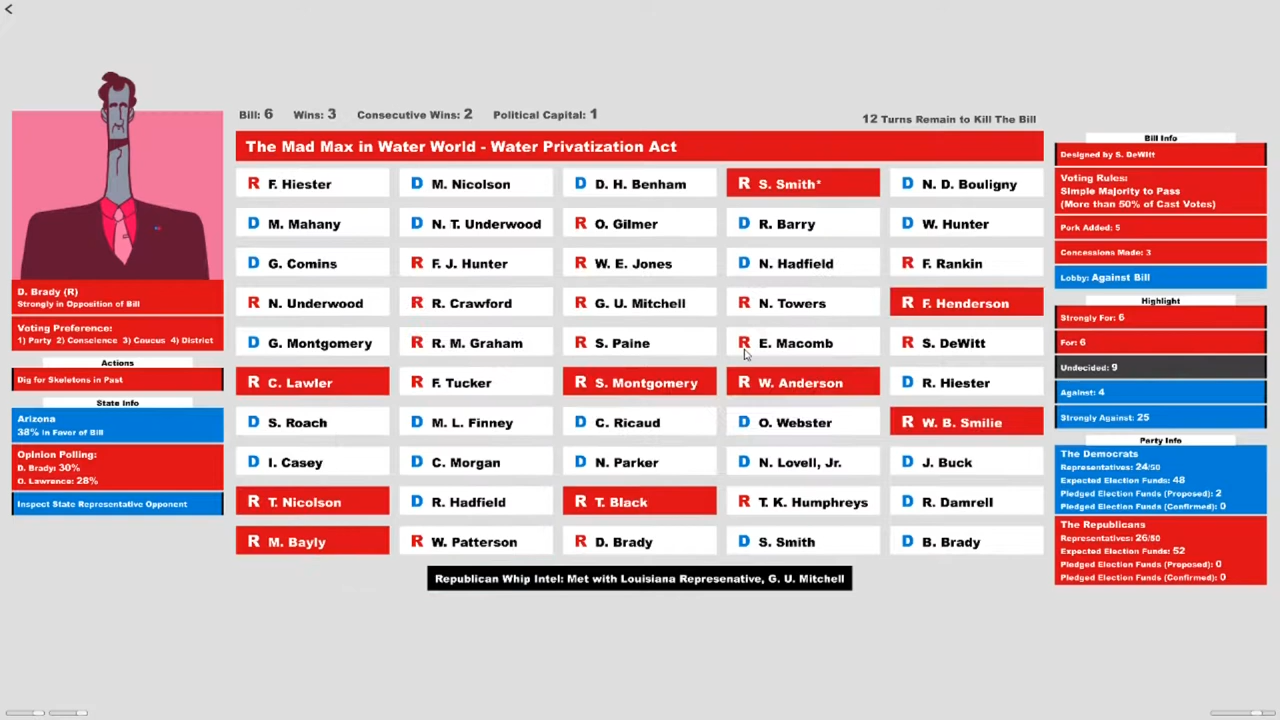 Bill: 6 Wins: 3 Consecutive Wins: 2 Political Capital: 1
12 Turns Remain to Kill The Bill
The Mad Max in Water World - Water Privatization Act
R F. Hiester D M. Nicolson D D. H. Benham R S. Smith* D N. D. Bouligny
D M. Mahany D N. T. Underwood R O. Gilmer D R. Barry D W. Hunter
D G. Comins R F. J. Hunter R W. E. Jones D N. Hadfield R F. Rankin
R N. Underwood R R. Crawford R G. U. Mitchell R N. Towers R F. Henderson
D G. Montgomery R R. M. Graham R S. Paine R E. Macomb R S. DeWitt
R C. Lawler R F. Tucker R S. Montgomery R W. Anderson D R. Hiester
D S. Roach D M. L. Finney D C. Ricaud D O. Webster R W. B. Smilie
D I. Casey D C. Morgan D N. Parker D N. Lovell, Jr. D J. Buck
R T. Nicolson D R. Hadfield R T. Black R T. K. Humphreys D R. Damrell
R M. Bayly R W. Patterson R D. Brady D S. Smith D B. Brady
Republican Whip Intel: Met with Louisiana Represenative, G. U. Mitchell
D. Brady (R)
Strongly in Opposition of Bill
Voting Preference:
1) Party 2) Conscience 3) Caucus 4) District
Actions
Dig for Skeletons in Past
State Info
Arizona
38% In Favor of Bill
Opinion Polling:
D. Brady: 30%
O. Lawrence: 28%
Inspect State Representative Opponent
Bill Info
Designed by S. DeWitt
Voting Rules:
Simple Majority to Pass
(More than 50% of Cast Votes)
Pork Added: 5
Concessions Made: 3
Lobby: Against Bill
Highlight
Strongly For: 6
For: 6
Undecided: 9
Against: 4
Strongly Against: 25
Party Info
The Democrats
Representatives: 24/50
Expected Election Funds: 48
Pledged Election Funds (Proposed): 2
Pledged Election Funds (Confirmed): 0
The Republicans
Representatives: 26/50
Expected Election Funds: 52
Pledged Election Funds (Proposed): 0
Pledged Election Funds (Confirmed): 0